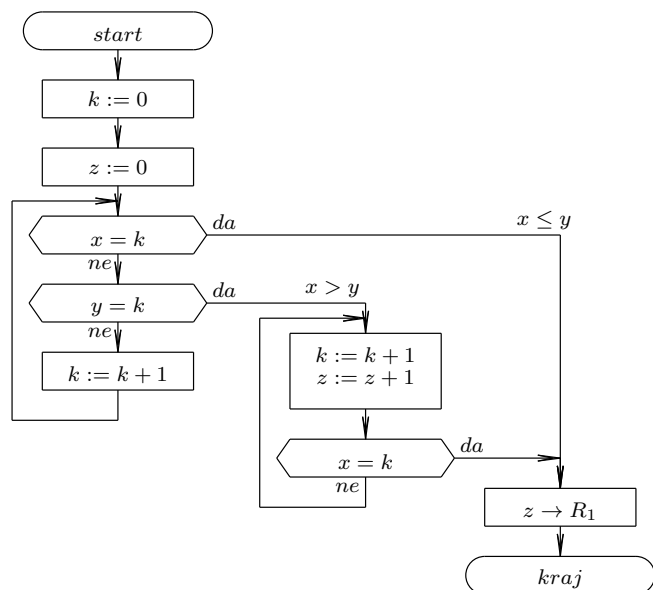 start
k := 0
z := 0
x = k
da
x ≤ y
ne
y = k
da
x > y
ne
k := k + 1
k := k + 1
z := z + 1
x = k
da
ne
z → R₁
kraj